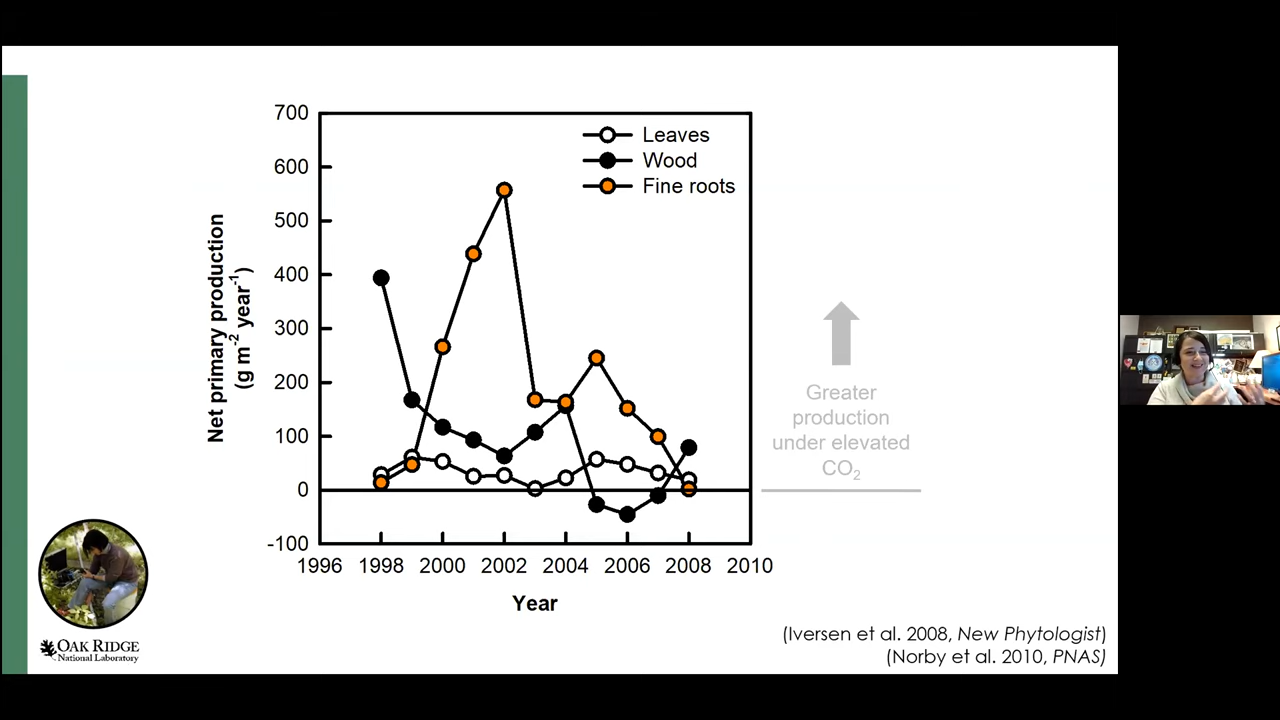 700
600
500
400
300
200
100
0
-100
Net primary production
(g m-2 year-1)
Leaves
Wood
Fine roots
1996 1998 2000 2002 2004 2006 2008 2010
Year
Greater
production
under elevated
CO2
OAK RIDGE
National Laboratory
(Iversen et al. 2008, New Phytologist)
(Norby et al. 2010, PNAS)